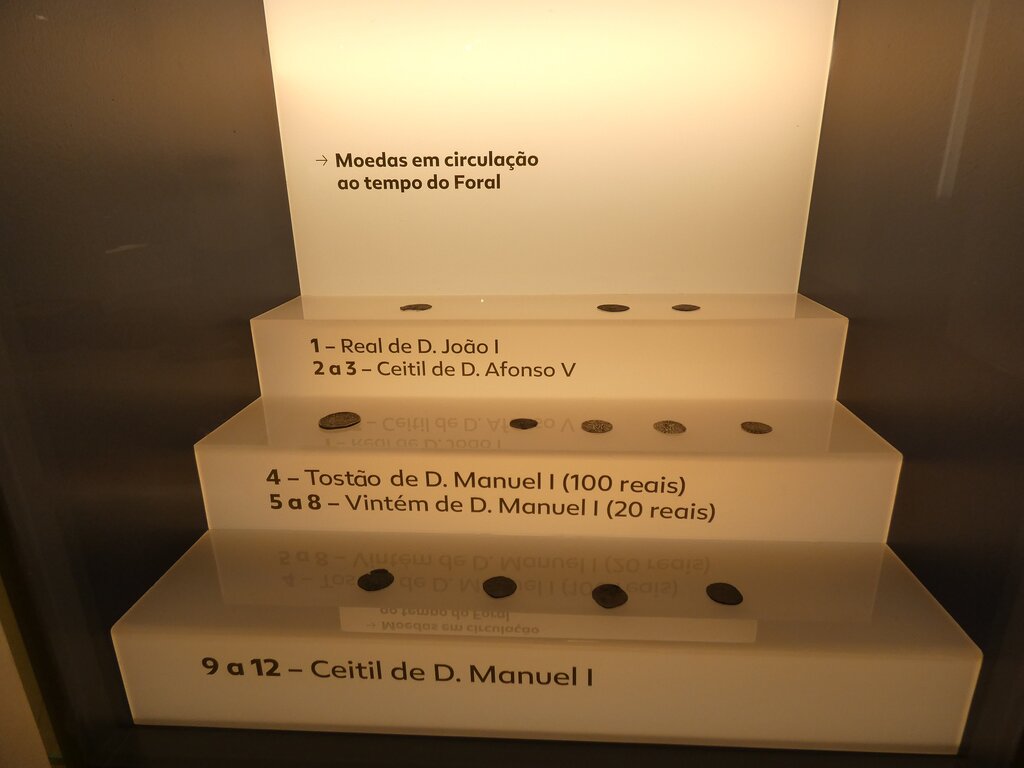 → Moedas em circulação
ao tempo do Foral
1 – Real de D. João I
2 a 3 – Ceitil de D. Afonso V
4 – Tostão de D. Manuel I (100 reais)
5 a 8 – Vintém de D. Manuel I (20 reais)
9 a 12 – Ceitil de D. Manuel I